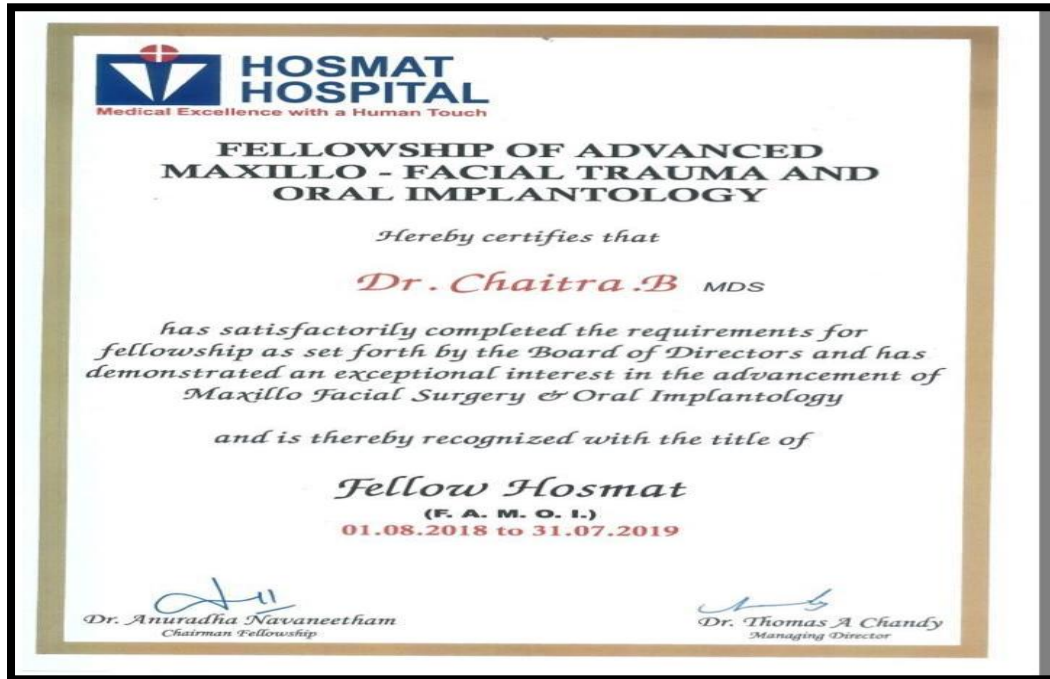 HOSMAT
HOSPITAL
Medical Excellence with a Human Touch
FELLOWSHIP OF ADVANCED
MAXILLO - FACIAL TRAUMA AND
ORAL IMPLANTOLOGY
Hereby certifies that
Dr. Chaitra.B MDS
has satisfactorily completed the requirements for
fellowship as set forth by the Board of Directors and has
demonstrated an exceptional interest in the advancement of
Maxillo Facial Surgery & Oral Implantology
and is thereby recognized with the title of
Fellow Hosmat
(F. A. M. O. I.)
01.08.2018 to 31.07.2019
Dr. Anuradha Navaneetham
Chairman Fellowship
Dr. Thomas A Chandy
Managing Director